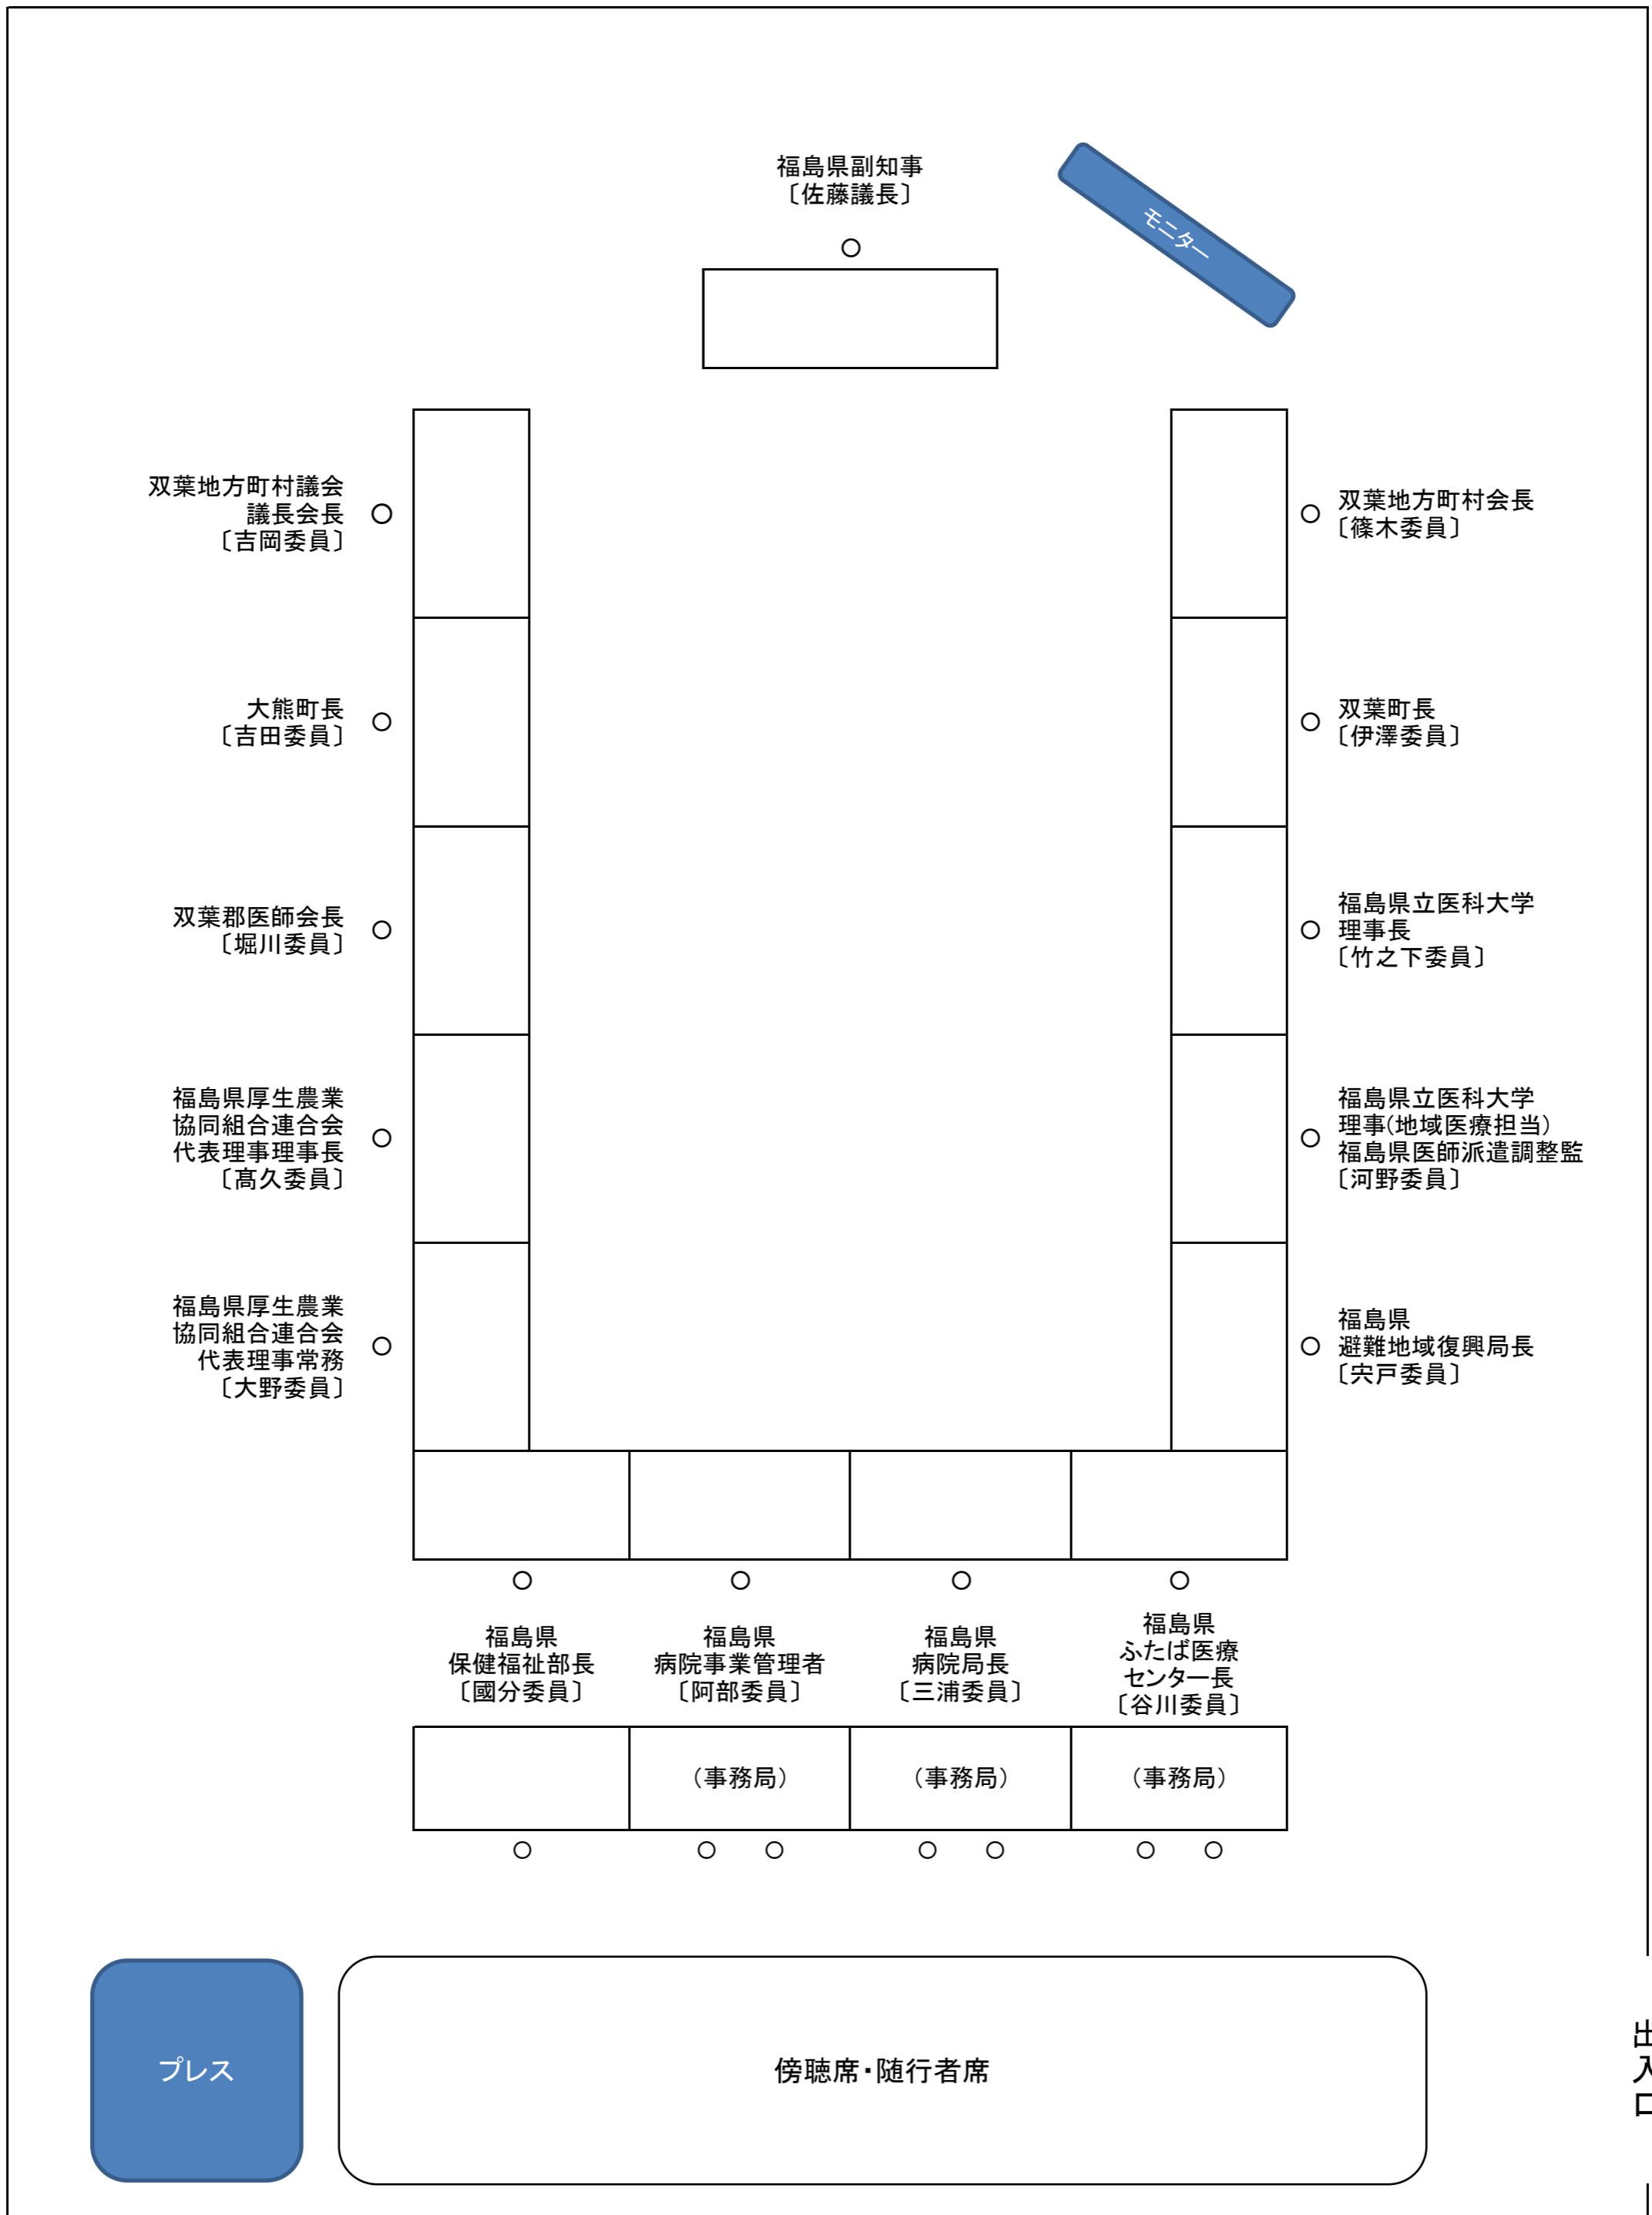 福島県副知事
〔佐藤議長〕
モニター
双葉地方町村議会
議長会長
〔吉岡委員〕
双葉地方町村会長
〔篠木委員〕
大熊町長
〔吉田委員〕
双葉町長
〔伊澤委員〕
双葉郡医師会長
〔堀川委員〕
福島県立医科大学
理事長
〔竹之下委員〕
福島県厚生農業
協同組合連合会
代表理事理事長
〔髙久委員〕
福島県立医科大学
理事(地域医療担当)
福島県医師派遣調整監
〔河野委員〕
福島県厚生農業
協同組合連合会
代表理事常務
〔大野委員〕
福島県
避難地域復興局長
〔宍戸委員〕
福島県
保健福祉部長
〔國分委員〕
福島県
病院事業管理者
〔阿部委員〕
福島県
病院局長
〔三浦委員〕
福島県
ふたば医療
センター長
〔谷川委員〕
（事務局）
（事務局）
（事務局）
プレス
傍聴席・随行者席
出入口